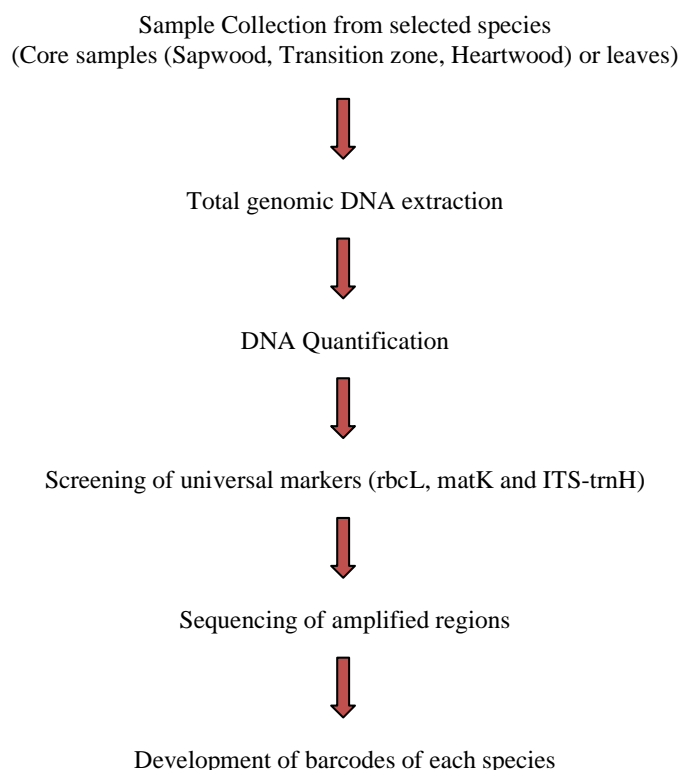 Sample Collection from selected species
(Core samples (Sapwood, Transition zone, Heartwood) or leaves)
Total genomic DNA extraction
DNA Quantification
Screening of universal markers (rbcL, matK and ITS-trnH)
Sequencing of amplified regions
Development of barcodes of each species